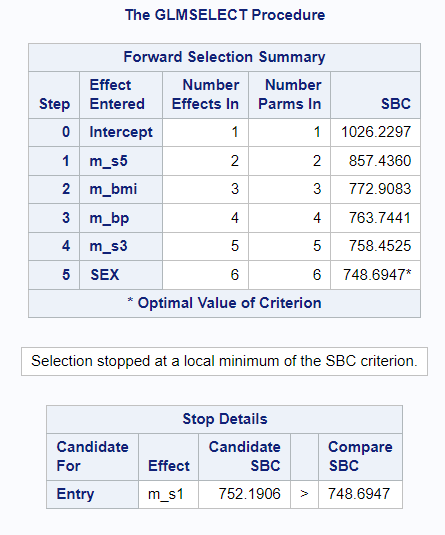 The GLMSELECT Procedure
Forward Selection Summary
Step Effect Entered Number Effects In Number Parms In SBC
0 Intercept 1 1 1026.2297
1 m_s5 2 2 857.4360
2 m_bmi 3 3 772.9083
3 m_bp 4 4 763.7441
4 m_s3 5 5 758.4525
5 SEX 6 6 748.6947*
* Optimal Value of Criterion
Selection stopped at a local minimum of the SBC criterion.
Stop Details
Candidate For Effect Candidate SBC Compare SBC
Entry m_s1 752.1906 > 748.6947